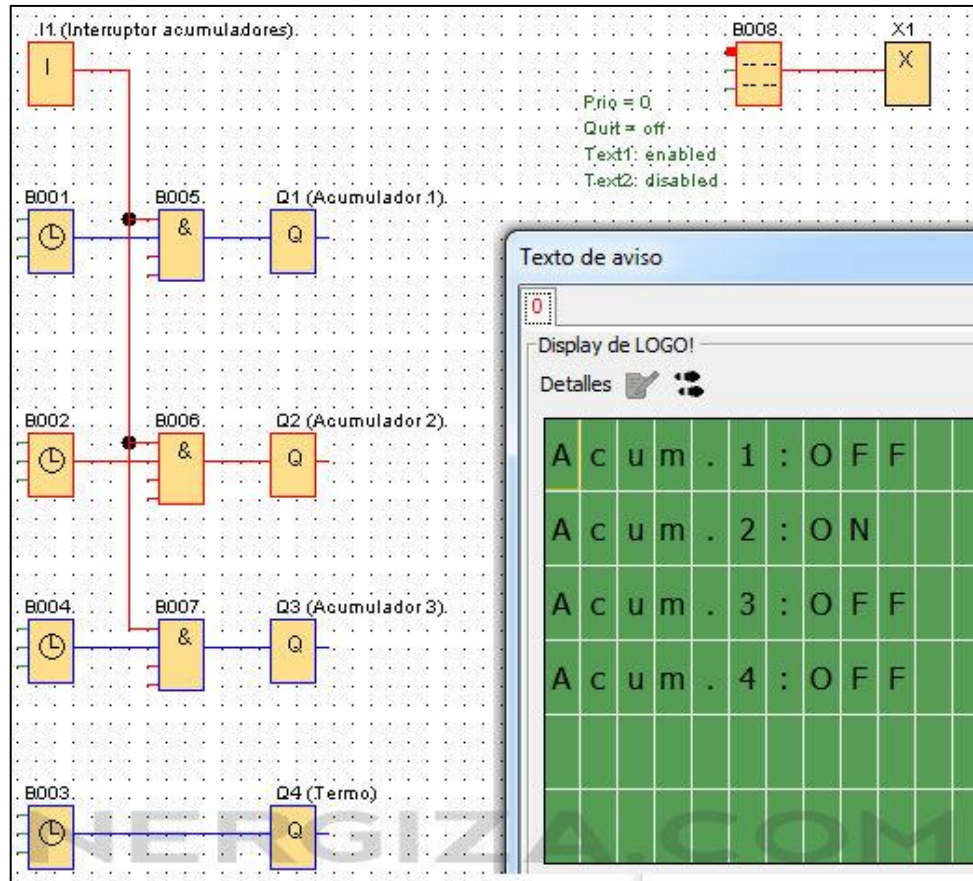 I1 (Interruptor acumuladores)
I
B008
X1
X
Prio = 0
Quit = off
Text1: enabled
Text2: disabled
B001
B005
&
Q1 (Acumulador 1)
Q
Texto de aviso
0
Display de LOGO!
Detalles
Acum.1:OFF
Acum.2:ON
Acum.3:OFF
Acum.4:OFF
B002
B006
&
Q2 (Acumulador 2)
Q
B004
B007
&
Q3 (Acumulador 3)
Q
B003
Q4 (Termo)
Q
NERGIZA.COM